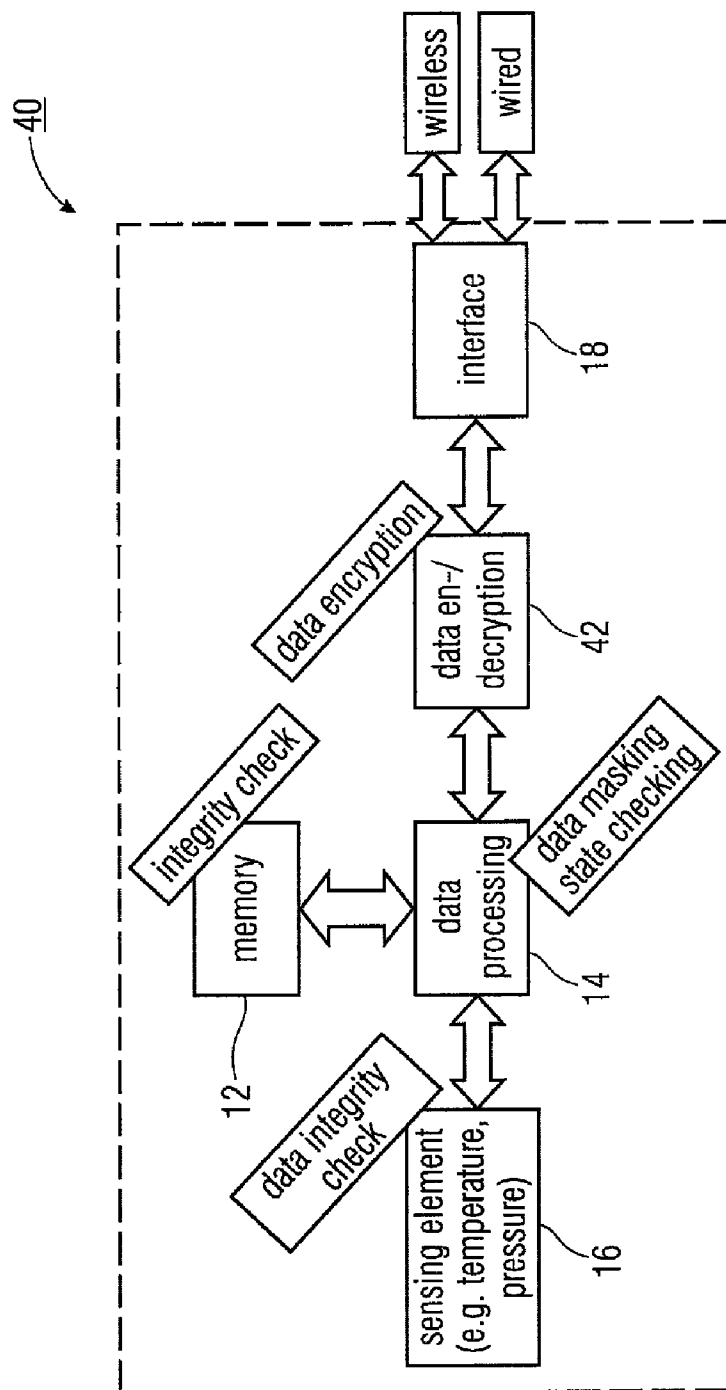 40
wireless
wired
interface
18
data encryption
data en-/
decryption
42
integrity check
memory
12
data
processing
14
data masking
state checking
data integrity
check
sensing element
(e.g. temperature,
pressure)
16